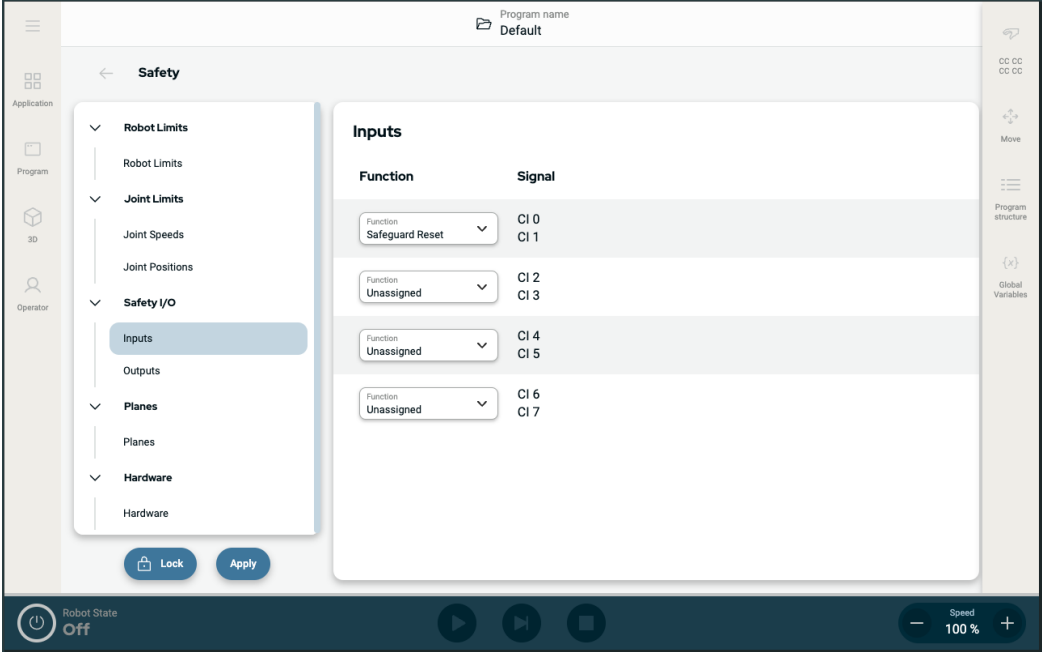 Program name
Default
Application
Program
3D
Operator
Safety
Robot Limits
Robot Limits
Joint Limits
Joint Speeds
Joint Positions
Safety I/O
Inputs
Outputs
Planes
Planes
Hardware
Hardware
Lock
Apply
Inputs
Function Signal
Function
Safeguard Reset
CI 0
CI 1
Function
Unassigned
CI 2
CI 3
Function
Unassigned
CI 4
CI 5
Function
Unassigned
CI 6
CI 7
CC CC
CC CC
Move
Program
structure
{x}
Global
Variables
Robot State
Off
Speed
100 %